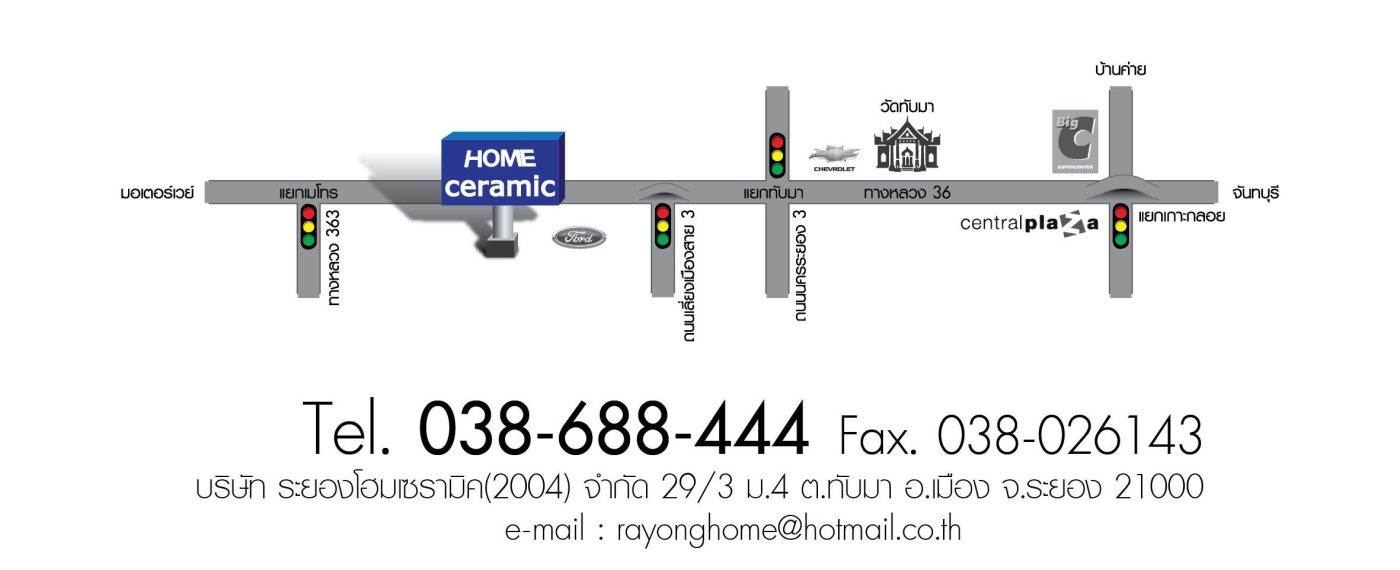 บ้านค่าย
วัดทับมา
Big C
SUPERCENTER
HOME
ceramic
CHEVROLET
มอเตอร์เวย์
แยกเมโทร
แยกทับมา
ทางหลวง 36
จันทบุรี
ทางหลวง 363
Ford
ถนนเลี่ยงเมืองสาย 3
ถนนนครระยอง 3
centralplaza
แยกเกาะกลอย
Tel. 038-688-444 Fax. 038-026143
บริษัท ระยองโฮมเซรามิค(2004) จำกัด 29/3 ม.4 ต.ทับมา อ.เมือง จ.ระยอง 21000
e-mail : rayonghome@hotmail.co.th